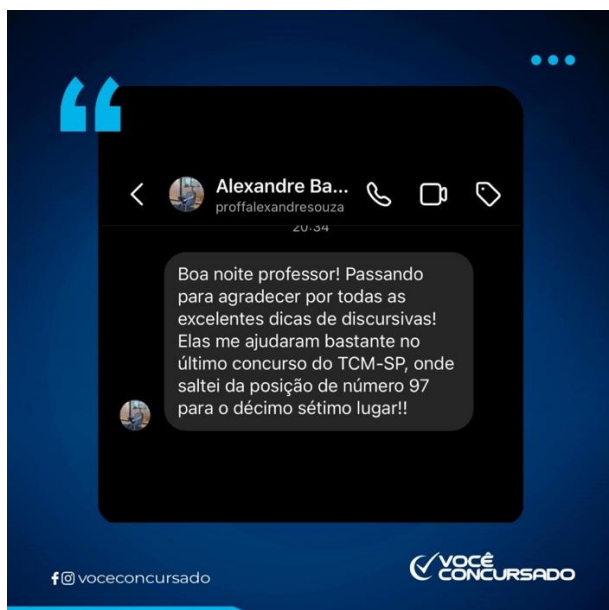 Alexandre Ba...
proffalexandresouza
20:34
Boa noite professor! Passando
para agradecer por todas as
excelentes dicas de discursivas!
Elas me ajudaram bastante no
último concurso do TCM-SP, onde
saltei da posição de número 97
para o décimo sétimo lugar!!
voceconcursado
VOCÊ
CONCURSADO